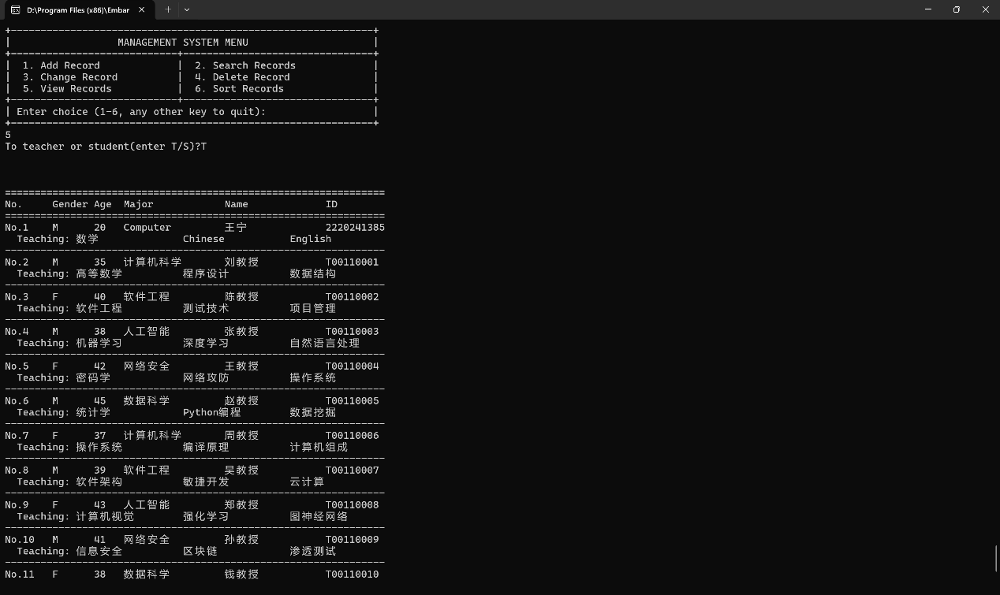 D:\Program Files (x86)\Embar
+------------------------------------------------------------+
|                  MANAGEMENT SYSTEM MENU                    |
+----------------------------+-------------------------------+
|  1. Add Record             |  2. Search Records            |
|  3. Change Record          |  4. Delete Record             |
|  5. View Records           |  6. Sort Records              |
+----------------------------+-------------------------------+
| Enter choice (1-6, any other key to quit):                 |
+------------------------------------------------------------+
5
To teacher or student(enter T/S)?T
================================================================
No.     Gender Age  Major            Name             ID
================================================================
No.1    M      20   Computer         王宁             2220241385
  Teaching: 数学              Chinese           English
----------------------------------------------------------------
No.2    M      35   计算机科学       刘教授           T00110001
  Teaching: 高等数学          程序设计          数据结构
----------------------------------------------------------------
No.3    F      40   软件工程         陈教授           T00110002
  Teaching: 软件工程          测试技术          项目管理
----------------------------------------------------------------
No.4    M      38   人工智能         张教授           T00110003
  Teaching: 机器学习          深度学习          自然语言处理
----------------------------------------------------------------
No.5    F      42   网络安全         王教授           T00110004
  Teaching: 密码学            网络攻防          操作系统
----------------------------------------------------------------
No.6    M      45   数据科学         赵教授           T00110005
  Teaching: 统计学            Python编程        数据挖掘
----------------------------------------------------------------
No.7    F      37   计算机科学       周教授           T00110006
  Teaching: 操作系统          编译原理          计算机组成
----------------------------------------------------------------
No.8    M      39   软件工程         吴教授           T00110007
  Teaching: 软件架构          敏捷开发          云计算
----------------------------------------------------------------
No.9    F      43   人工智能         郑教授           T00110008
  Teaching: 计算机视觉        强化学习          图神经网络
----------------------------------------------------------------
No.10   M      41   网络安全         孙教授           T00110009
  Teaching: 信息安全          区块链            渗透测试
----------------------------------------------------------------
No.11   F      38   数据科学         钱教授           T00110010